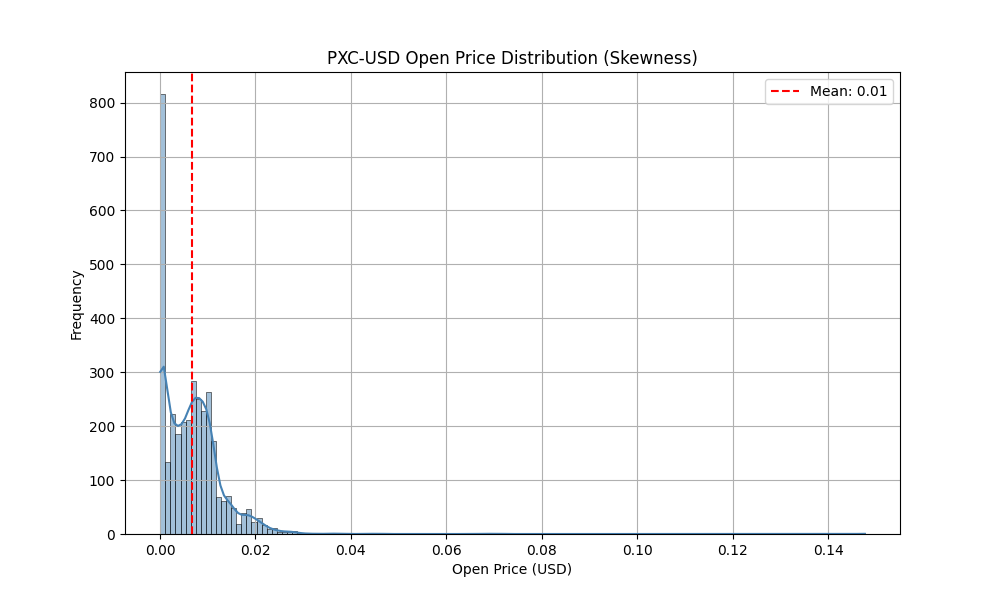 PXC-USD Open Price Distribution (Skewness)
Mean: 0.01
Frequency
800
700
600
500
400
300
200
100
0
0.00 0.02 0.04 0.06 0.08 0.10 0.12 0.14
Open Price (USD)